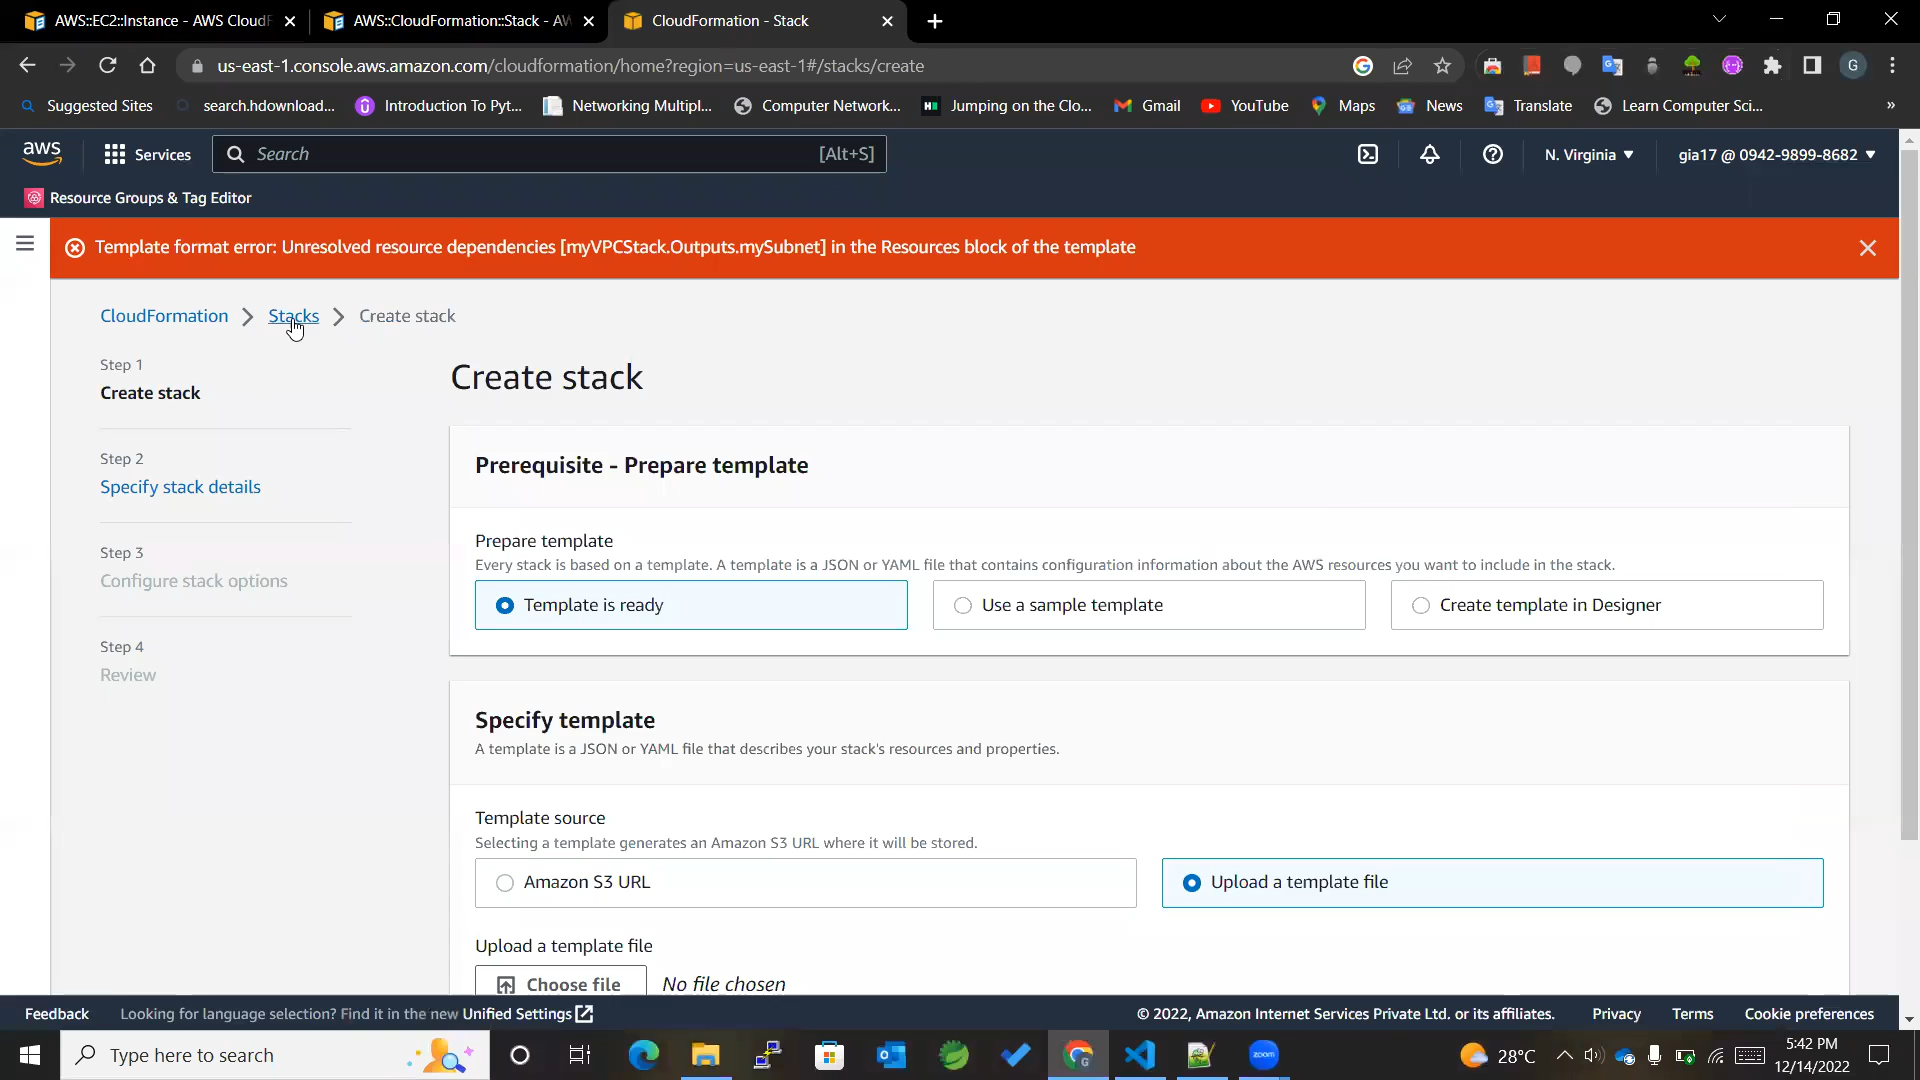 AWS::EC2::Instance - AWS CloudF
AWS::CloudFormation::Stack - AW
CloudFormation - Stack
us-east-1.console.aws.amazon.com/cloudformation/home?region=us-east-1#/stacks/create
G
Suggested Sites
search.hdownload...
Introduction To Pyt...
Networking Multipl...
Computer Network...
Jumping on the Clo...
Gmail
YouTube
Maps
News
Translate
Learn Computer Sci...
»
aws
Services
Search
[Alt+S]
N. Virginia
gia17 @ 0942-9899-8682
Resource Groups & Tag Editor
Template format error: Unresolved resource dependencies [myVPCStack.Outputs.mySubnet] in the Resources block of the template
CloudFormation
Stacks
Create stack
Step 1
Create stack
Step 2
Specify stack details
Step 3
Configure stack options
Step 4
Review
Create stack
Prerequisite - Prepare template
Prepare template
Every stack is based on a template. A template is a JSON or YAML file that contains configuration information about the AWS resources you want to include in the stack.
Template is ready
Use a sample template
Create template in Designer
Specify template
A template is a JSON or YAML file that describes your stack's resources and properties.
Template source
Selecting a template generates an Amazon S3 URL where it will be stored.
Amazon S3 URL
Upload a template file
Upload a template file
Choose file
No file chosen
Feedback
Looking for language selection? Find it in the new Unified Settings
© 2022, Amazon Internet Services Private Ltd. or its affiliates.
Privacy
Terms
Cookie preferences
Type here to search
zoom
28°C
5:42 PM
12/14/2022